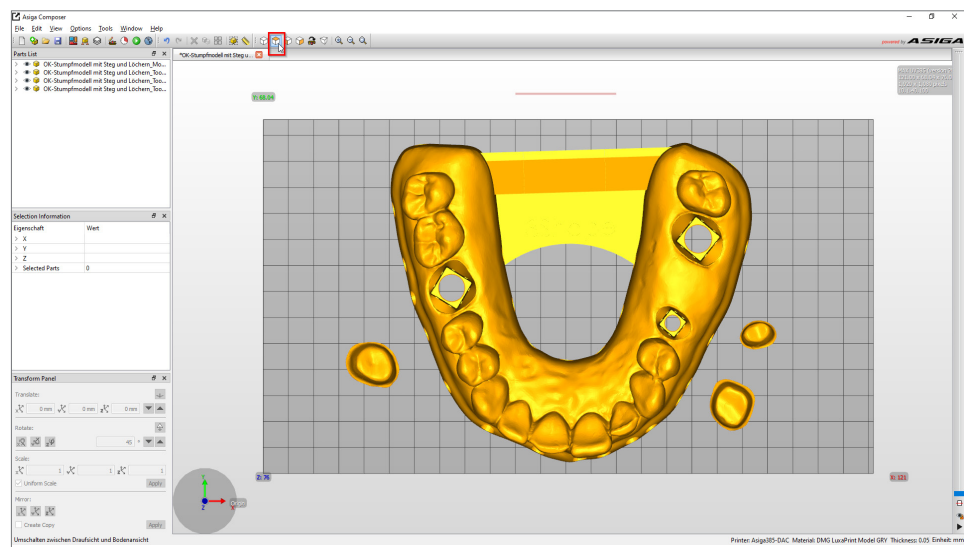 Asiga Composer
File Edit View Options Tools Window Help
powered by ASIGA
Parts List
*OK-Stumpfmodell mit Steg u...
OK-Stumpfmodell mit Steg und Löchern_Mo...
OK-Stumpfmodell mit Steg und Löchern_Too...
OK-Stumpfmodell mit Steg und Löchern_Too...
OK-Stumpfmodell mit Steg und Löchern_Too...
Y: 68.04
Selection Information
Eigenschaft Wert
X
Y
Z
Selected Parts 0
Transform Panel
Translate:
X 0 mm Y 0 mm Z 0 mm
Rotate:
45 °
Scale:
X 1 Y 1 Z 1
Uniform Scale Apply
Mirror:
X Y Z
Create Copy Apply
Y
Z
X
Origin
Z: 76
X: 121
Umschalten zwischen Draufsicht und Bodenansicht
Printer: Asiga385-DAC Material: DMG LuxaPrint Model GRY Thickness: 0.05 Einheit: mm